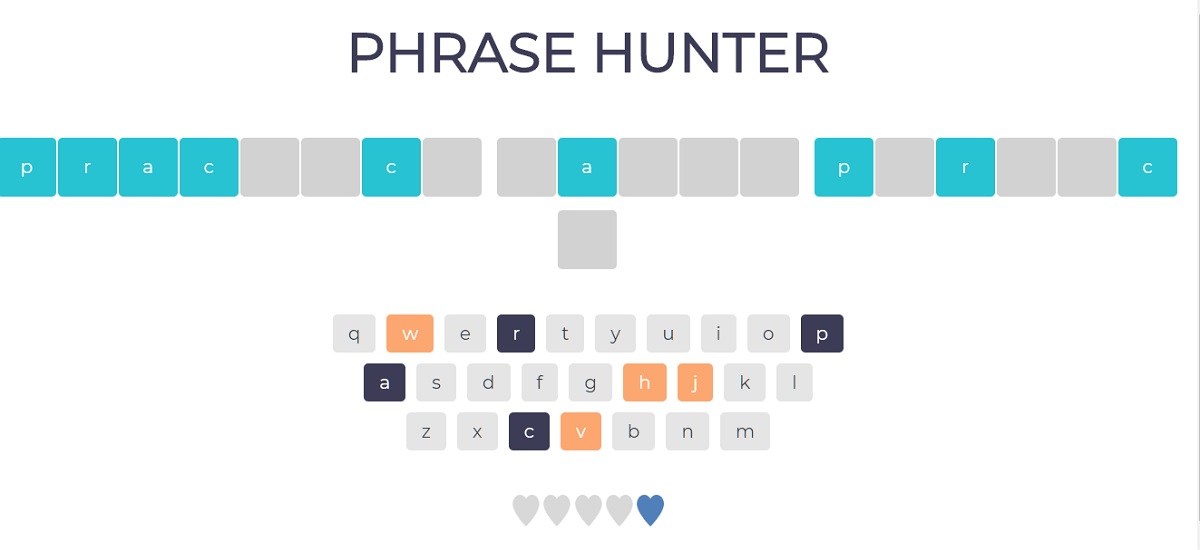 PHRASE HUNTER
p r a c c a p r c
q w e r t y u i o p
a s d f g h j k l
z x c v b n m